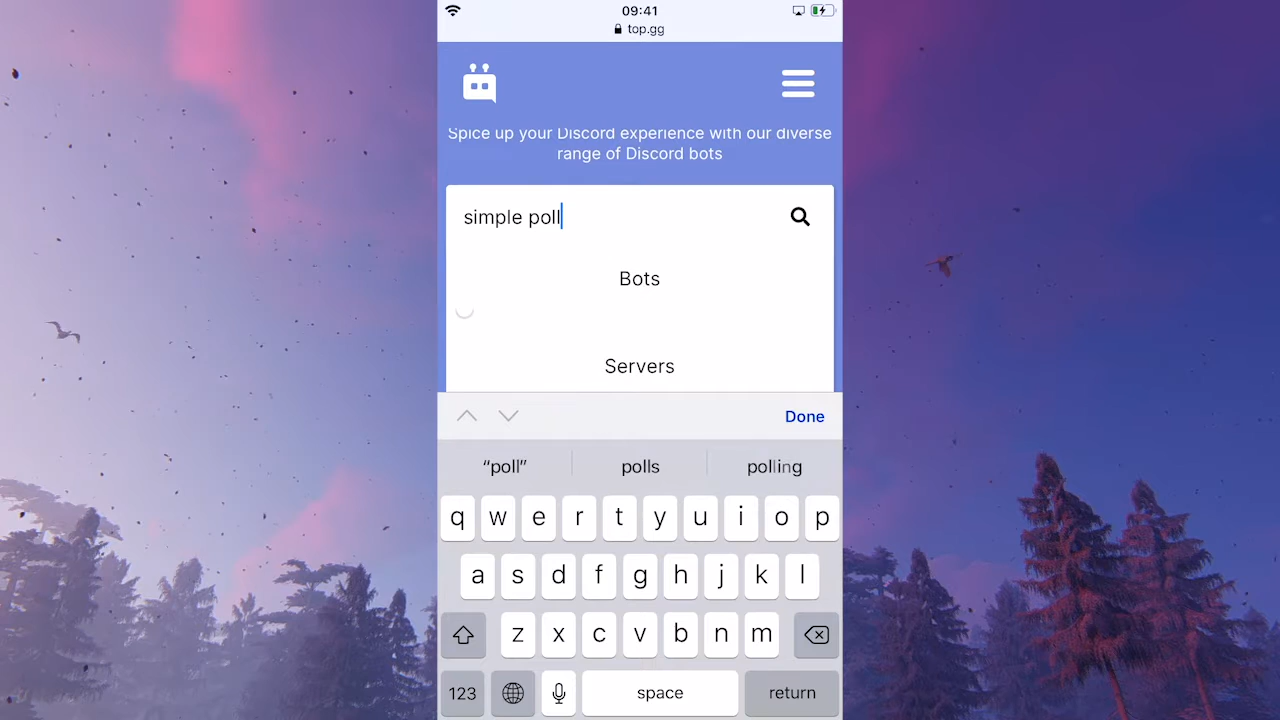 09:41
top.gg
Spice up your Discord experience with our diverse
range of Discord bots
simple poll
Bots
Servers
Done
“poll” polls polling
q w e r t y u i o p
a s d f g h j k l
z x c v b n m
123 space return